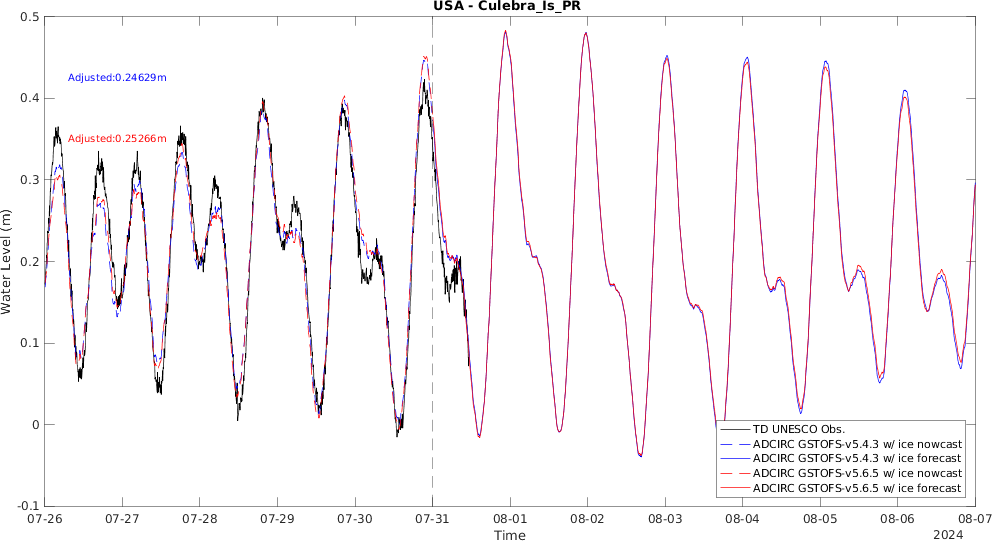 USA - Culebra_Is_PR
0.5
0.4
0.3
0.2
0.1
0
-0.1
Water Level (m)
Adjusted:0.24629m
Adjusted:0.25266m
TD UNESCO Obs.
ADCIRC GSTOFS-v5.4.3 w/ ice nowcast
ADCIRC GSTOFS-v5.4.3 w/ ice forecast
ADCIRC GSTOFS-v5.6.5 w/ ice nowcast
ADCIRC GSTOFS-v5.6.5 w/ ice forecast
07-26 07-27 07-28 07-29 07-30 07-31 08-01 08-02 08-03 08-04 08-05 08-06 08-07
Time
2024